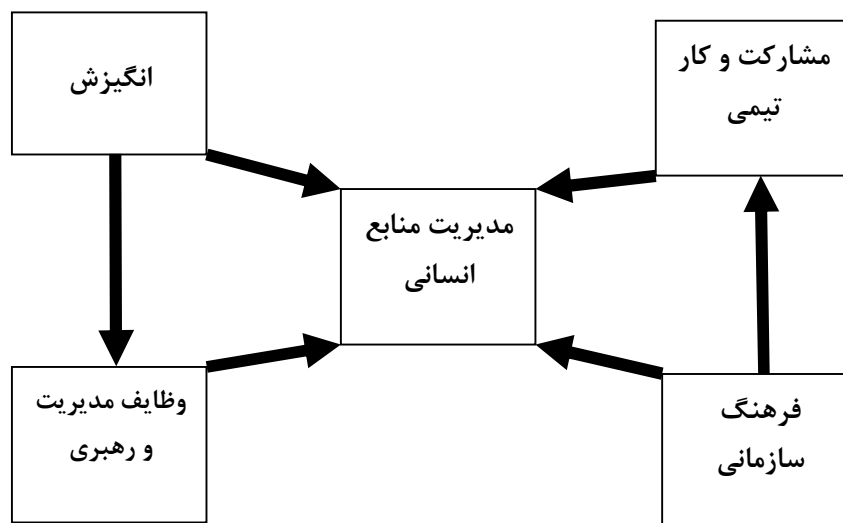 مشارکت و کار
تیمی
انگیزش
مدیریت منابع
انسانی
فرهنگ
سازمانی
وظایف مدیریت
و رهبری